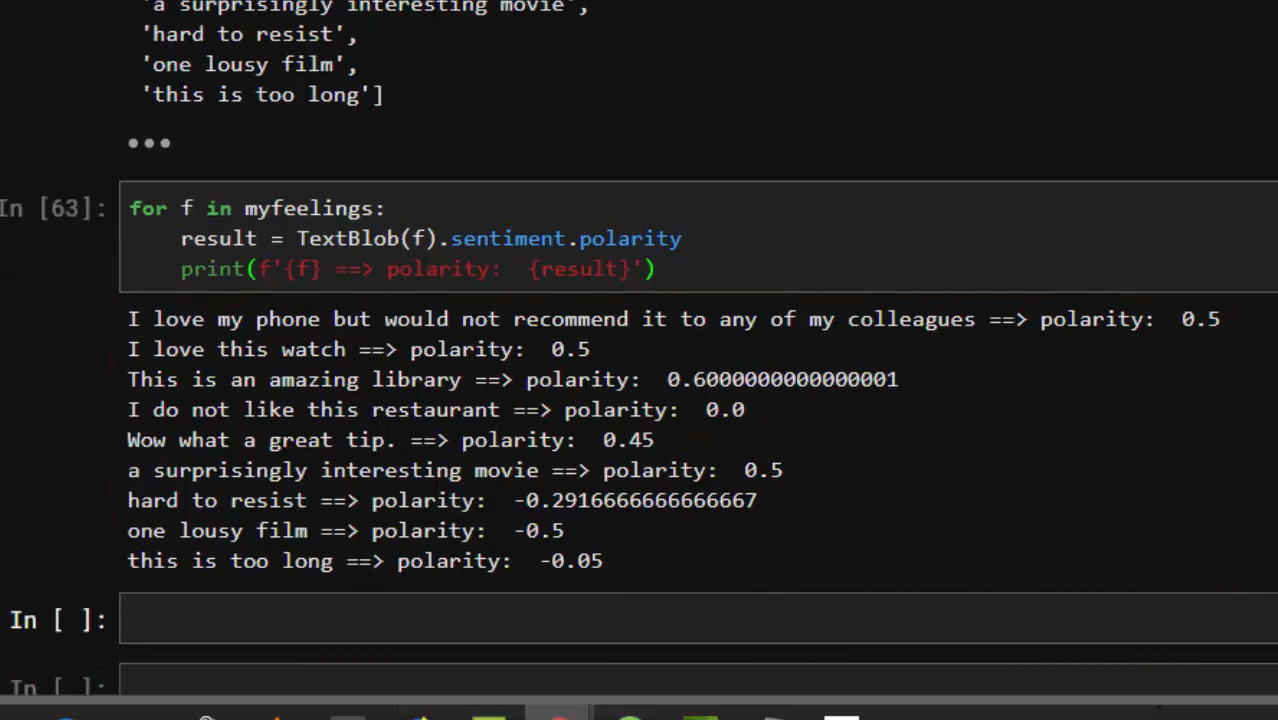 'a surprisingly interesting movie',
'hard to resist',
'one lousy film',
'this is too long']
In [63]:
for f in myfeelings:
    result = TextBlob(f).sentiment.polarity
    print(f'{f} ==> polarity:  {result}')
I love my phone but would not recommend it to any of my colleagues ==> polarity:  0.5
I love this watch ==> polarity:  0.5
This is an amazing library ==> polarity:  0.6000000000000001
I do not like this restaurant ==> polarity:  0.0
Wow what a great tip. ==> polarity:  0.45
a surprisingly interesting movie ==> polarity:  0.5
hard to resist ==> polarity:  -0.2916666666666667
one lousy film ==> polarity:  -0.5
this is too long ==> polarity:  -0.05
In [ ]:
In [ ]: